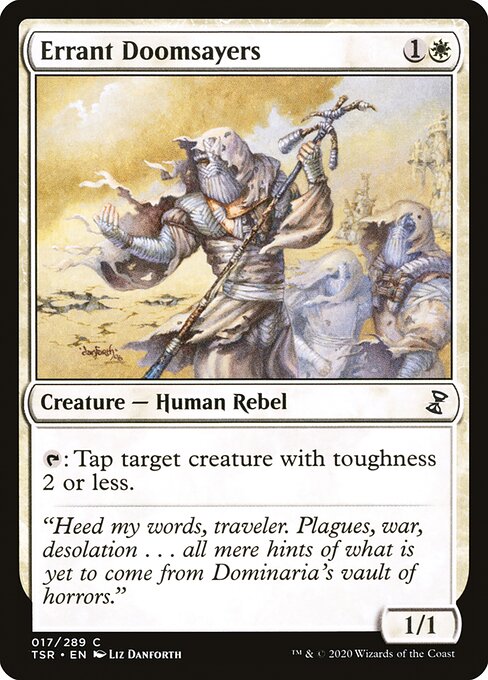 Errant Doomsayers 1
Creature — Human Rebel
: Tap target creature with toughness
2 or less.
“Heed my words, traveler. Plagues, war,
desolation . . . all mere hints of what is
yet to come from Dominaria’s vault of
horrors.”
1/1
017/289 C
TSR • EN Liz Danforth
™ & © 2020 Wizards of the Coast